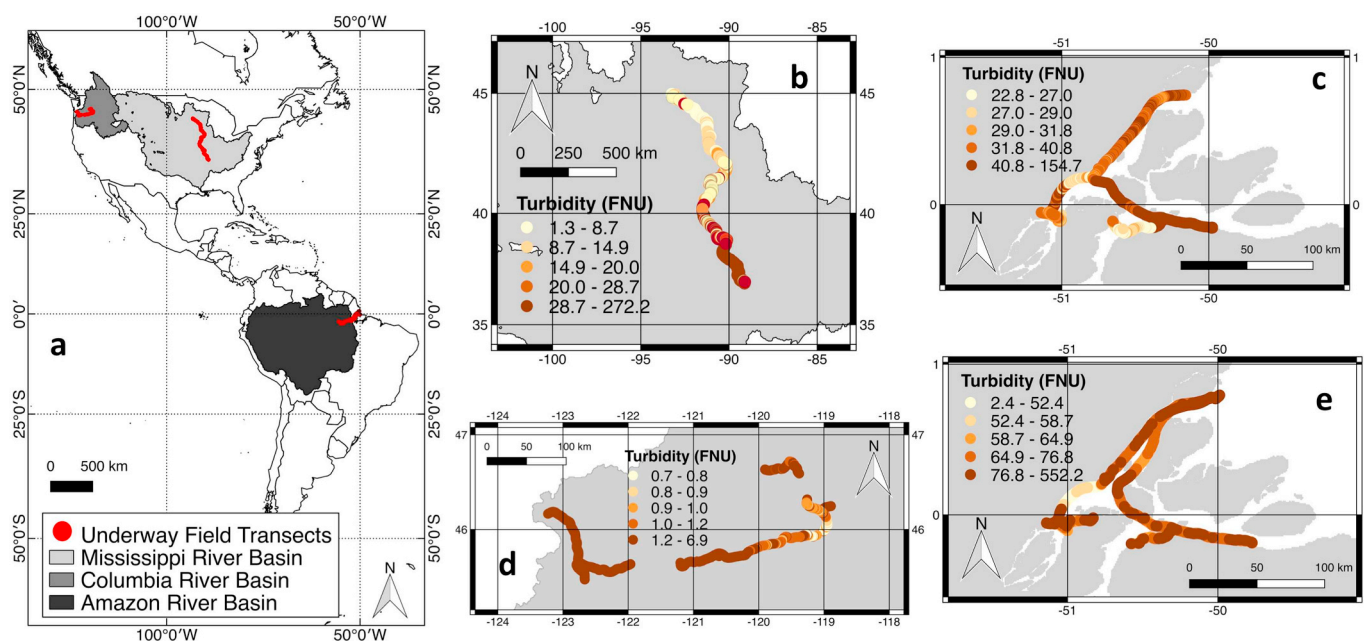 100°0'W 50°0'W
50°N
25°N
0°0′
25°0'S
50°0'S
50°N
25°0'N
0°0′
25°0'S
50°0'S
a
0 500 km
Underway Field Transects
Mississippi River Basin
Columbia River Basin
Amazon River Basin
N
100°0′W 50°0′W
-100 -95 -90 -85
b
N
45
40
35
45
40
35
0 250 500 km
Turbidity (FNU)
1.3 - 8.7
8.7 - 14.9
14.9 - 20.0
20.0 - 28.7
28.7 - 272.2
-100 -95 -90 -85
-51 -50
c
1
0
1
0
Turbidity (FNU)
22.8 - 27.0
27.0 - 29.0
29.0 - 31.8
31.8 - 40.8
40.8 - 154.7
N
0 50 100 km
-51 -50
-124 -123 -122 -121 -120 -119 -118
47
46
47
46
0 50 100 km
Turbidity (FNU)
0.7 - 0.8
0.8 - 0.9
0.9 - 1.0
1.0 - 1.2
1.2 - 6.9
N
d
-124 -123 -122 -121 -120 -119 -118
-51 -50
e
1
0
1
0
Turbidity (FNU)
2.4 - 52.4
52.4 - 58.7
58.7 - 64.9
64.9 - 76.8
76.8 - 552.2
N
0 50 100 km
-51 -50